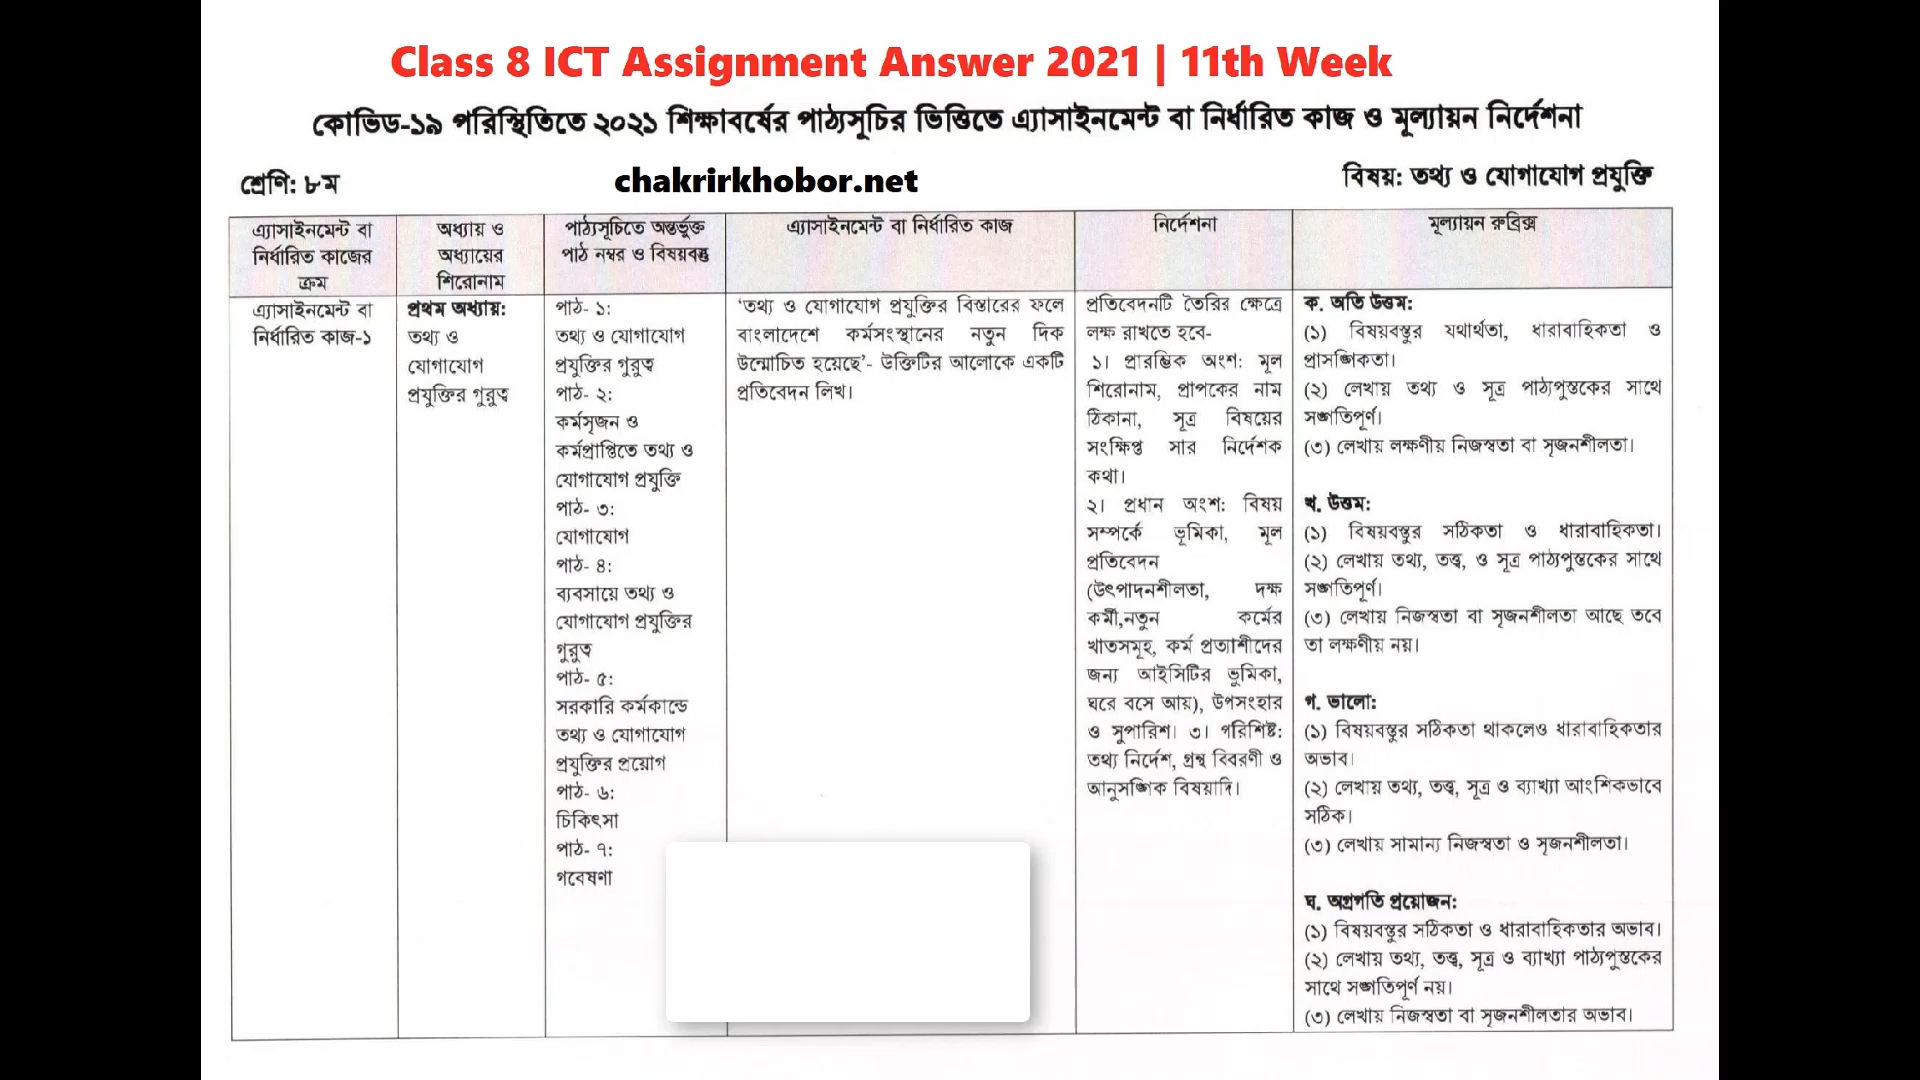 Class 8 ICT Assignment Answer 2021 | 11th Week
কোভিড-১৯ পরিস্থিতিতে ২০২১ শিক্ষাবর্ষের পাঠ্যসূচির ভিত্তিতে এ্যাসাইনমেন্ট বা নির্ধারিত কাজ ও মূল্যায়ন নির্দেশনা
শ্রেণি: ৮ম
chakrirkhobor.net
বিষয়: তথ্য ও যোগাযোগ প্রযুক্তি
এ্যাসাইনমেন্ট বা
নির্ধারিত কাজের
ক্রম
অধ্যায় ও
অধ্যায়ের
শিরোনাম
পাঠ্যসূচিতে অন্তর্ভুক্ত
পাঠ নম্বর ও বিষয়বস্তু
এ্যাসাইনমেন্ট বা নির্ধারিত কাজ
নির্দেশনা
মূল্যায়ন রুব্রিক্স
এ্যাসাইনমেন্ট বা
নির্ধারিত কাজ-১
প্রথম অধ্যায়:
তথ্য ও
যোগাযোগ
প্রযুক্তির গুরুত্ব
পাঠ- ১:
তথ্য ও যোগাযোগ
প্রযুক্তির গুরুত্ব
পাঠ- ২:
কর্মসৃজন ও
কর্মপ্রাপ্তিতে তথ্য ও
যোগাযোগ প্রযুক্তি
পাঠ- ৩:
যোগাযোগ
পাঠ- ৪:
ব্যবসায়ে তথ্য ও
যোগাযোগ প্রযুক্তির
গুরুত্ব
পাঠ- ৫:
সরকারি কর্মকান্ডে
তথ্য ও যোগাযোগ
প্রযুক্তির প্রয়োগ
পাঠ- ৬:
চিকিৎসা
পাঠ- ৭:
গবেষণা
‘তথ্য ও যোগাযোগ প্রযুক্তির বিস্তারের ফলে
বাংলাদেশে কর্মসংস্থানের নতুন দিক
উন্মোচিত হয়েছে’- উক্তিটির আলোকে একটি
প্রতিবেদন লিখ।
প্রতিবেদনটি তৈরির ক্ষেত্রে
লক্ষ রাখতে হবে-
১। প্রারম্ভিক অংশ: মূল
শিরোনাম, প্রাপকের নাম
ঠিকানা, সূত্র বিষয়ের
সংক্ষিপ্ত সার নির্দেশক
কথা।
২। প্রধান অংশ: বিষয়
সম্পর্কে ভূমিকা, মূল
প্রতিবেদন
(উৎপাদনশীলতা, দক্ষ
কর্মী,নতুন কর্মের
খাতসমূহ, কর্ম প্রত্যাশীদের
জন্য আইসিটির ভুমিকা,
ঘরে বসে আয়), উপসংহার
ও সুপারিশ। ৩। পরিশিষ্ট:
তথ্য নির্দেশ, গ্রন্থ বিবরণী ও
আনুসঙ্গিক বিষয়াদি।
ক. অতি উত্তম:
(১) বিষয়বস্তুর যথার্থতা, ধারাবাহিকতা ও
প্রাসঙ্গিকতা।
(২) লেখায় তথ্য ও সূত্র পাঠ্যপুস্তকের সাথে
সঙ্গতিপূর্ণ।
(৩) লেখায় লক্ষণীয় নিজস্বতা বা সৃজনশীলতা।
খ. উত্তম:
(১) বিষয়বস্তুর সঠিকতা ও ধারাবাহিকতা।
(২) লেখায় তথ্য, তত্ত্ব, ও সূত্র পাঠ্যপুস্তকের সাথে
সঙ্গতিপূর্ণ।
(৩) লেখায় নিজস্বতা বা সৃজনশীলতা আছে তবে
তা লক্ষণীয় নয়।
গ. ভালো:
(১) বিষয়বস্তুর সঠিকতা থাকলেও ধারাবাহিকতার
অভাব।
(২) লেখায় তথ্য, তত্ত্ব, সূত্র ও ব্যাখ্যা আংশিকভাবে
সঠিক।
(৩) লেখায় সামান্য নিজস্বতা ও সৃজনশীলতা।
ঘ. অগ্রগতি প্রয়োজন:
(১) বিষয়বস্তুর সঠিকতা ও ধারাবাহিকতার অভাব।
(২) লেখায় তথ্য, তত্ত্ব, সূত্র ও ব্যাখ্যা পাঠ্যপুস্তকের
সাথে সঙ্গতিপূর্ণ নয়।
(৩) লেখায় নিজস্বতা বা সৃজনশীলতার অভাব।